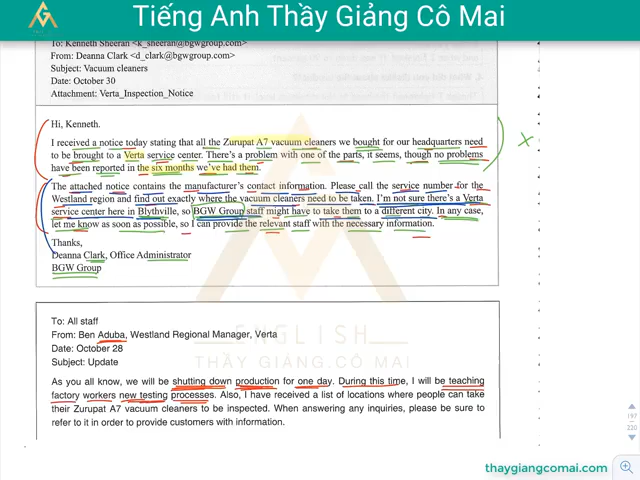 Tiếng Anh Thầy Giảng Cô Mai
To: Kenneth Sheeran <k_sheeran@bgwgroup.com>
From: Deanna Clark <d_clark@bgwgroup.com>
Subject: Vacuum cleaners
Date: October 30
Attachment: Verta_Inspection_Notice
Hi, Kenneth.
I received a notice today stating that all the Zurupat A7 vacuum cleaners we bought for our headquarters need
to be brought to a Verta service center. There's a problem with one of the parts, it seems, though no problems
have been reported in the six months we've had them.
The attached notice contains the manufacturer's contact information. Please call the service number for the
Westland region and find out exactly where the vacuum cleaners need to be taken. I'm not sure there's a Verta
service center here in Blythville, so BGW Group staff might have to take them to a different city. In any case,
let me know as soon as possible, so I can provide the relevant staff with the necessary information.
Thanks,
Deanna Clark, Office Administrator
BGW Group
To: All staff
From: Ben Aduba, Westland Regional Manager, Verta
Date: October 28
Subject: Update
ENGLISH
THẦY GIẢNG.CÔ MAI
As you all know, we will be shutting down production for one day. During this time, I will be teaching
factory workers new testing processes. Also, I have received a list of locations where people can take
their Zurupat A7 vacuum cleaners to be inspected. When answering any inquiries, please be sure to
refer to it in order to provide customers with information.
197
220
thaygiangcomai.com